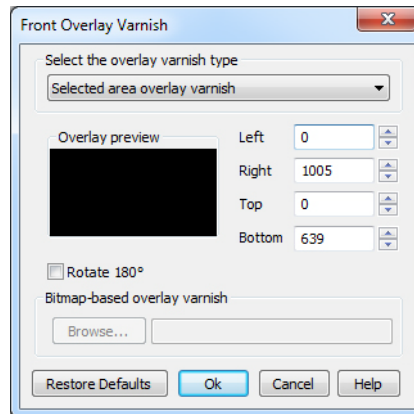 Front Overlay Varnish
Select the overlay varnish type
Selected area overlay varnish
Overlay preview
Left 0
Right 1005
Top 0
Bottom 639
Rotate 180°
Bitmap-based overlay varnish
Browse...
Restore Defaults Ok Cancel Help